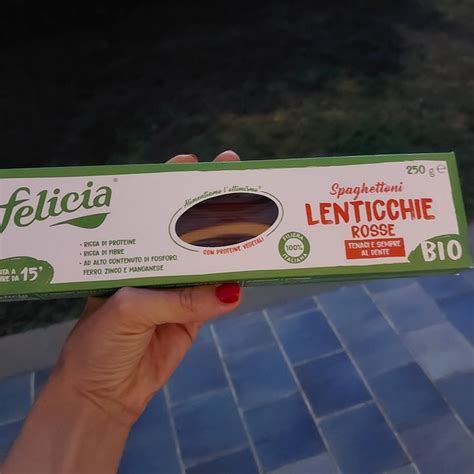 felicia®
• RICCA DI PROTEINE
• RICCA DI FIBRE
• AD ALTO CONTENUTO DI FOSFORO,
FERRO, ZINCO E MANGANESE
15*
Alimentiamo l'ottimismo®
CON PROTEINE VEGETALI
FILIERA
100%
ITALIANA
250 g e
Spaghettoni
LENTICCHIE
ROSSE
TENACI E SEMPRE
AL DENTE
BIO